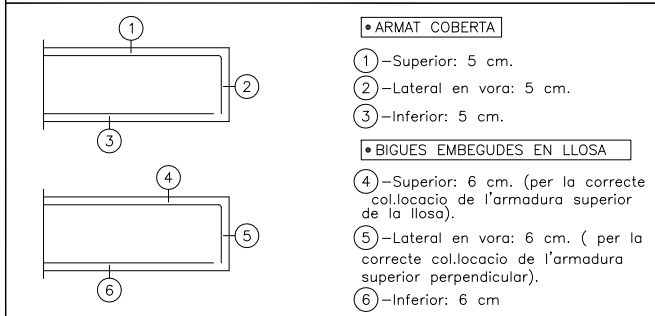 1
2
3
4
5
6
• ARMAT COBERTA
1 –Superior: 5 cm.
2 –Lateral en vora: 5 cm.
3 –Inferior: 5 cm.
• BIGUES EMBEGUDES EN LLOSA
4 –Superior: 6 cm. (per la correcte
col.locacio de l'armadura superior
de la llosa).
5 –Lateral en vora: 6 cm. ( per la
correcte col.locacio de l'armadura
superior perpendicular).
6 –Inferior: 6 cm